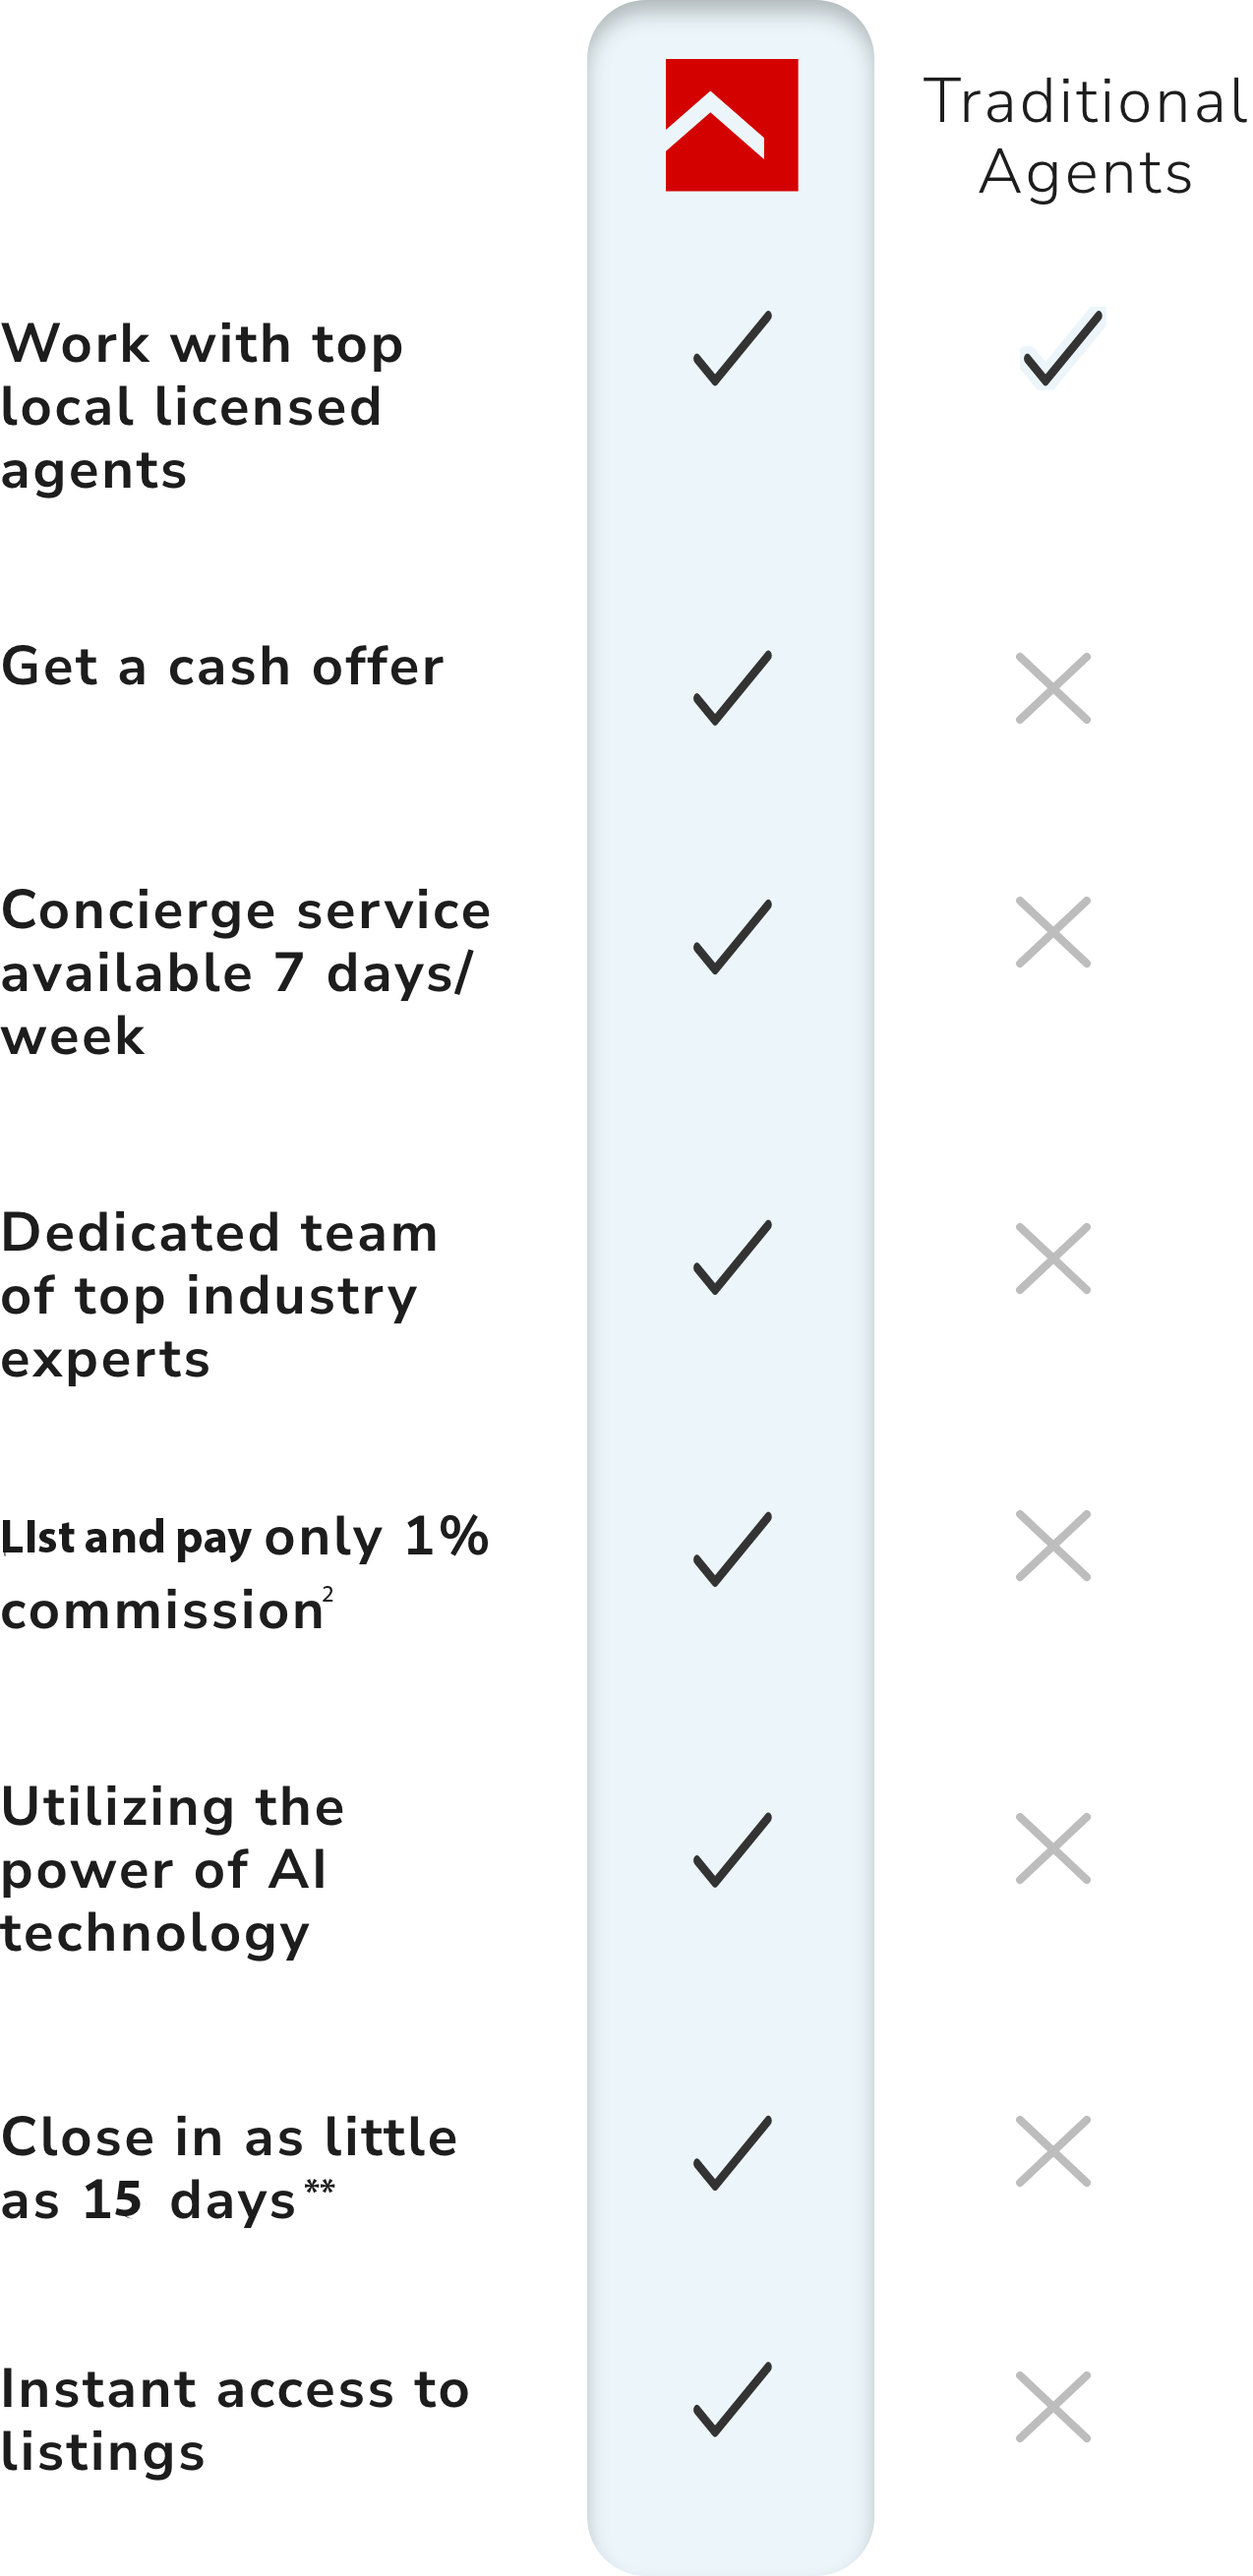 Traditional
Agents
Work with top
local licensed
agents
Get a cash offer
Concierge service
available 7 days/
week
Dedicated team
of top industry
experts
LIst and pay only 1%
commission²
Utilizing the
power of AI
technology
Close in as little
as 15 days**
Instant access to
listings